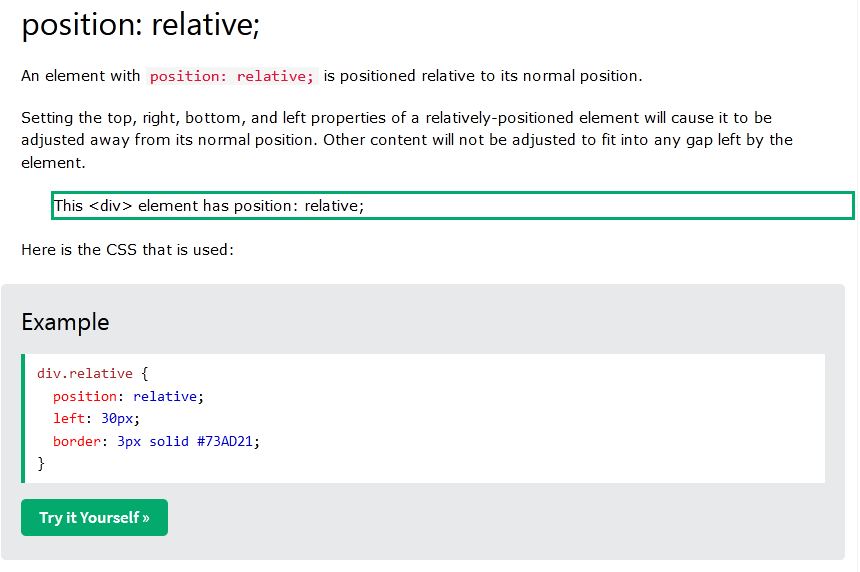 position: relative;
An element with position: relative; is positioned relative to its normal position.
Setting the top, right, bottom, and left properties of a relatively-positioned element will cause it to be
adjusted away from its normal position. Other content will not be adjusted to fit into any gap left by the
element.
This <div> element has position: relative;
Here is the CSS that is used:
Example
div.relative {
  position: relative;
  left: 30px;
  border: 3px solid #73AD21;
}
Try it Yourself »